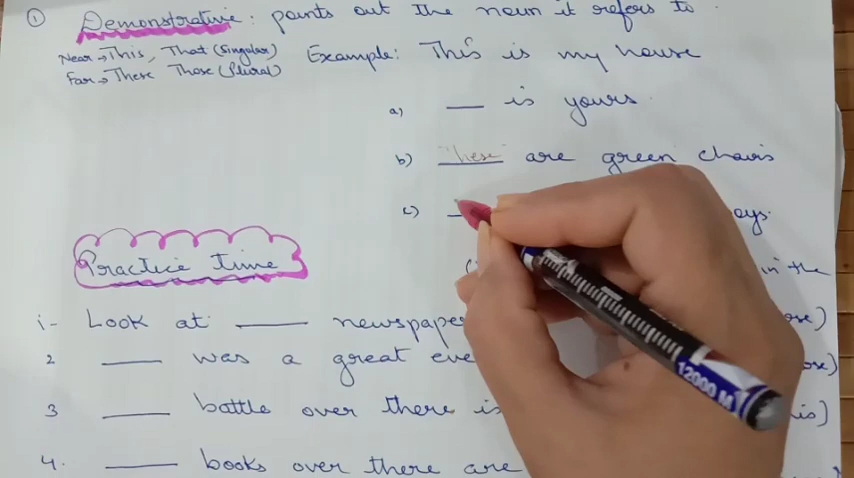 ① Demonstrative: points out the noun it refers to
Near→This, That (Singular)
Far→These Those (Plural)
Example: This is my house
a) ___ is yours
b) These are green chairs
c)
Practice time
in the
1- Look at ___ newspape
2 ___ was a great eve
3 ___ battle over there is
4. ___ books over there are
12000 M